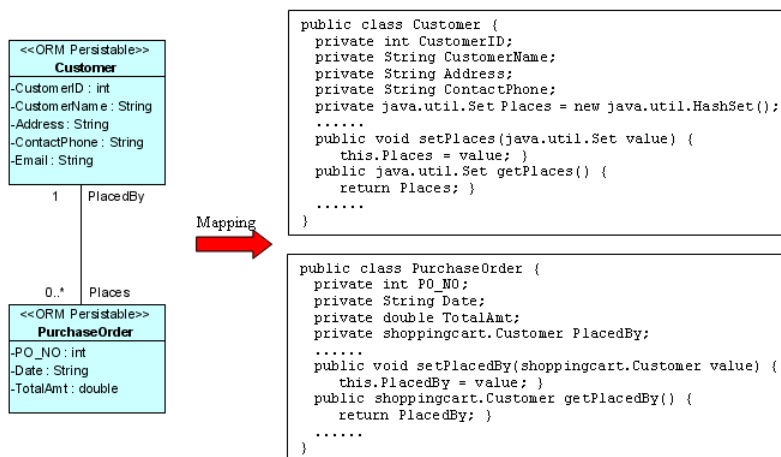 <<ORM Persistable>>
Customer
-CustomerID : int
-CustomerName : String
-Address : String
-ContactPhone : String
-Email : String
1 PlacedBy
0..* Places
<<ORM Persistable>>
PurchaseOrder
-PO_NO : int
-Date : String
-TotalAmt : double
Mapping
public class Customer {
private int CustomerID;
private String CustomerName;
private String Address;
private String ContactPhone;
private java.util.Set Places = new java.util.HashSet();
......
public void setPlaces(java.util.Set value) {
this.Places = value; }
public java.util.Set getPlaces() {
return Places; }
......
}
public class PurchaseOrder {
private int PO_NO;
private String Date;
private double TotalAmt;
private shoppingcart.Customer PlacedBy;
......
public void setPlacedBy(shoppingcart.Customer value) {
this.PlacedBy = value; }
public shoppingcart.Customer getPlacedBy() {
return PlacedBy; }
......
}